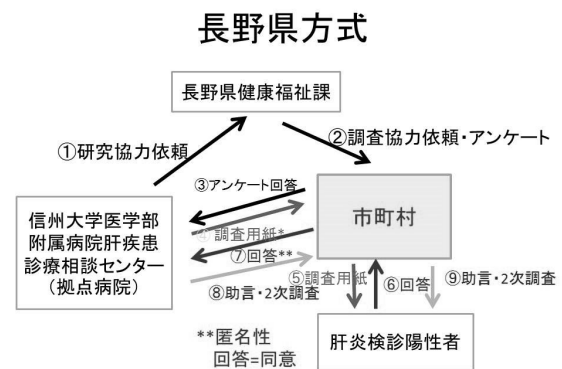 長野県方式
長野県健康福祉課
①研究協力依頼
②調査協力依頼・アンケート
③アンケート回答
市町村
信州大学医学部
附属病院肝疾患
診療相談センター
（拠点病院）
④調査用紙*
⑦回答**
⑧助言・2次調査
⑤調査用紙
⑥回答
⑨助言・2次調査
**匿名性
回答=同意
肝炎検診陽性者